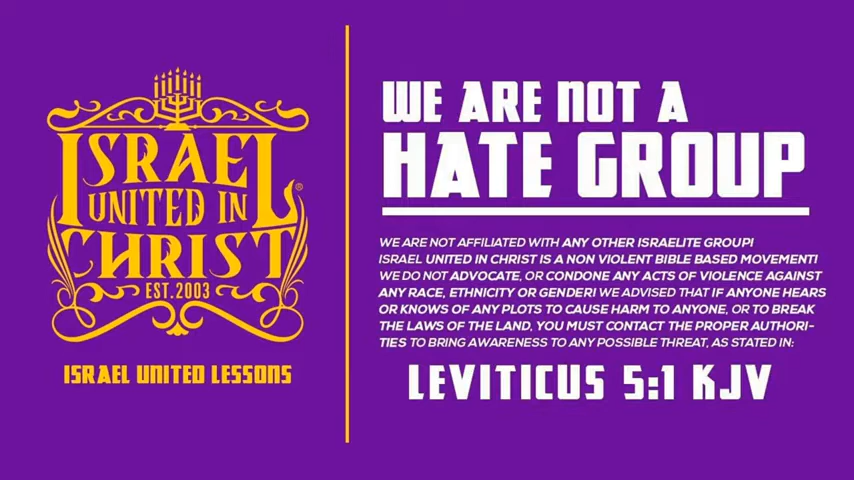 ISRAEL
UNITED IN
CHRIST
®
EST.2003
ISRAEL UNITED LESSONS
WE ARE NOT A
HATE GROUP
WE ARE NOT AFFILIATED WITH ANY OTHER ISRAELITE GROUP!
ISRAEL UNITED IN CHRIST IS A NON VIOLENT BIBLE BASED MOVEMENT!
WE DO NOT ADVOCATE, OR CONDONE ANY ACTS OF VIOLENCE AGAINST
ANY RACE, ETHNICITY OR GENDER! WE ADVISED THAT IF ANYONE HEARS
OR KNOWS OF ANY PLOTS TO CAUSE HARM TO ANYONE, OR TO BREAK
THE LAWS OF THE LAND, YOU MUST CONTACT THE PROPER AUTHORI-
TIES TO BRING AWARENESS TO ANY POSSIBLE THREAT, AS STATED IN:
LEVITICUS 5:1 KJV